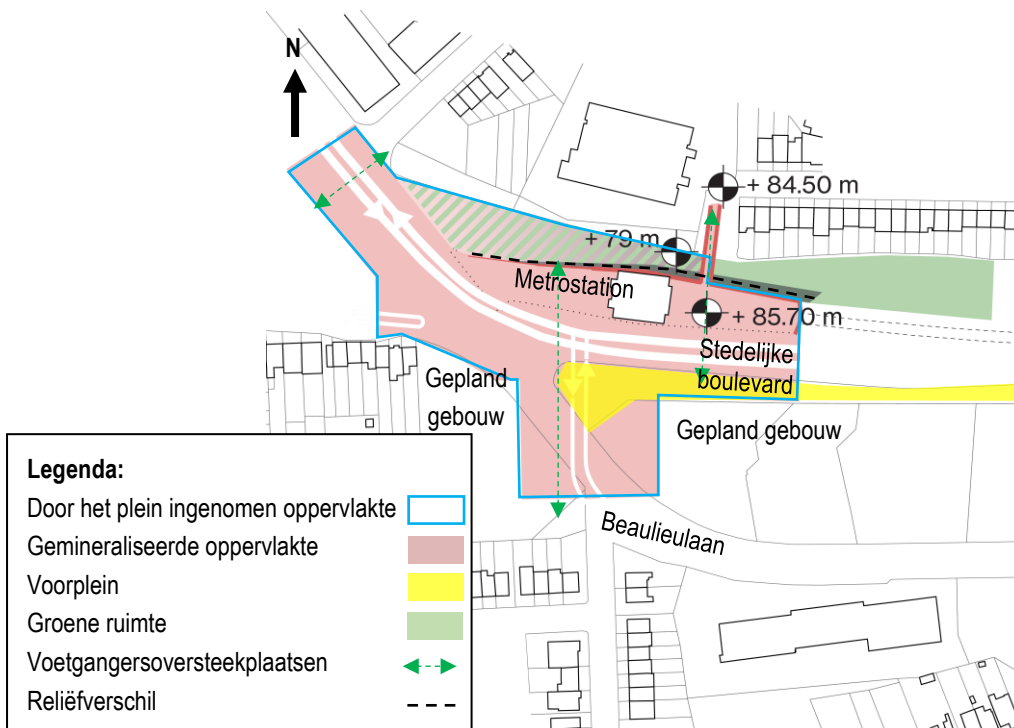 N
+ 84.50 m
+ 79 m
Metrostation
+ 85.70 m
Stedelijke
boulevard
Gepland
gebouw
Gepland gebouw
Beaulieulaan
Legenda:
Door het plein ingenomen oppervlakte
Gemineraliseerde oppervlakte
Voorplein
Groene ruimte
Voetgangersoversteekplaatsen
Reliëfverschil